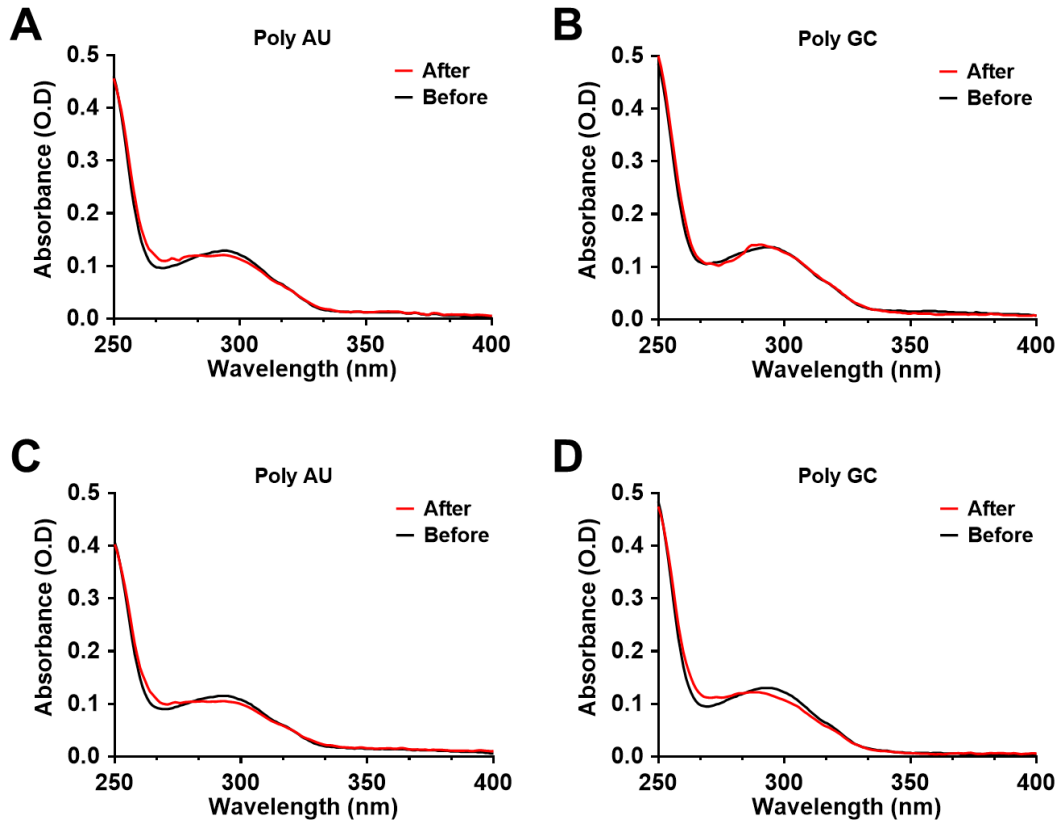 A
Poly AU
0.5
0.4
0.3
0.2
0.1
0.0
Absorbance (O.D)
After
Before
250
300
350
400
Wavelength (nm)
B
Poly GC
0.5
0.4
0.3
0.2
0.1
0.0
Absorbance (O.D)
After
Before
250
300
350
400
Wavelength (nm)
C
Poly AU
0.5
0.4
0.3
0.2
0.1
0.0
Absorbance (O.D)
After
Before
250
300
350
400
Wavelength (nm)
D
Poly GC
0.5
0.4
0.3
0.2
0.1
0.0
Absorbance (O.D)
After
Before
250
300
350
400
Wavelength (nm)